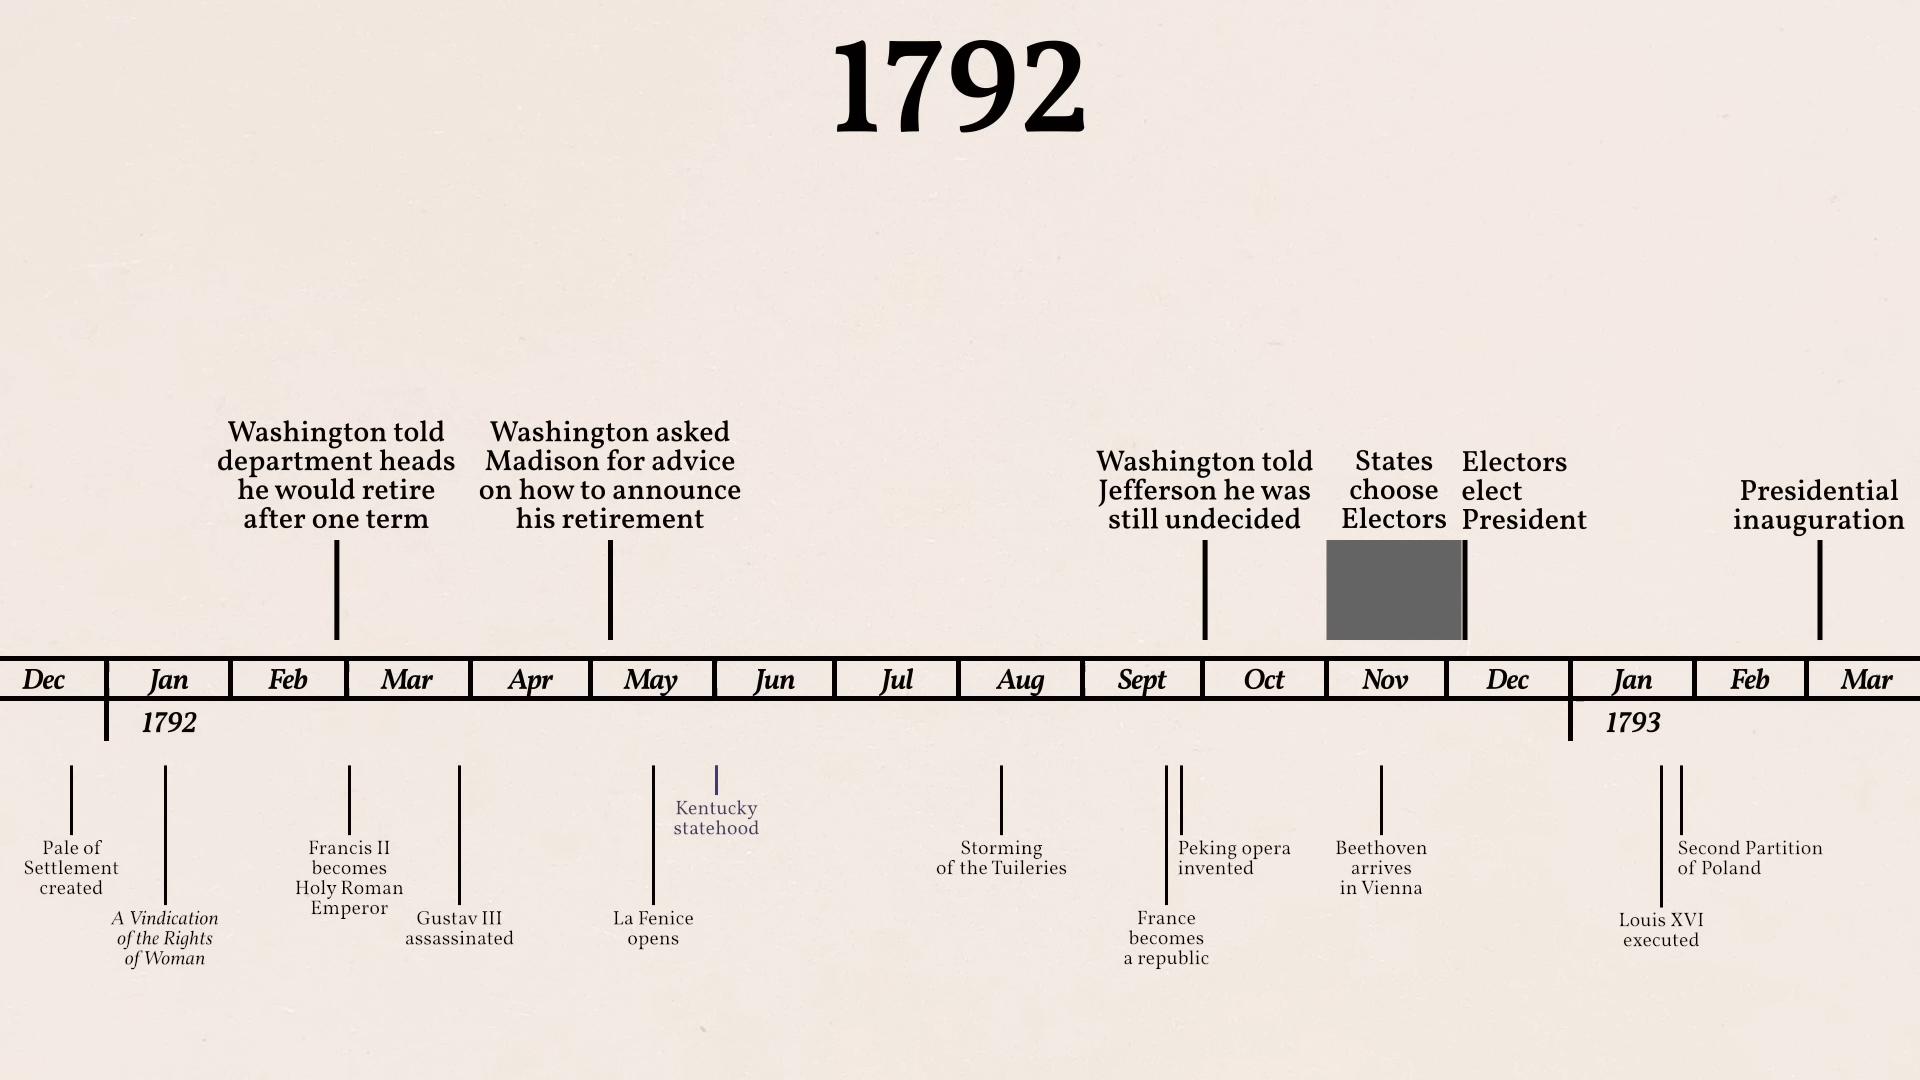 1792
Washington told
department heads
he would retire
after one term
Washington asked
Madison for advice
on how to announce
his retirement
Washington told
Jefferson he was
still undecided
States
choose
Electors
Electors
elect
President
Presidential
inauguration
Dec Jan Feb Mar Apr May Jun Jul Aug Sept Oct Nov Dec Jan Feb Mar
1792 1793
Pale of
Settlement
created
A Vindication
of the Rights
of Woman
Francis II
becomes
Holy Roman
Emperor
Gustav III
assassinated
La Fenice
opens
Kentucky
statehood
Storming
of the Tuileries
France
becomes
a republic
Peking opera
invented
Beethoven
arrives
in Vienna
Louis XVI
executed
Second Partition
of Poland